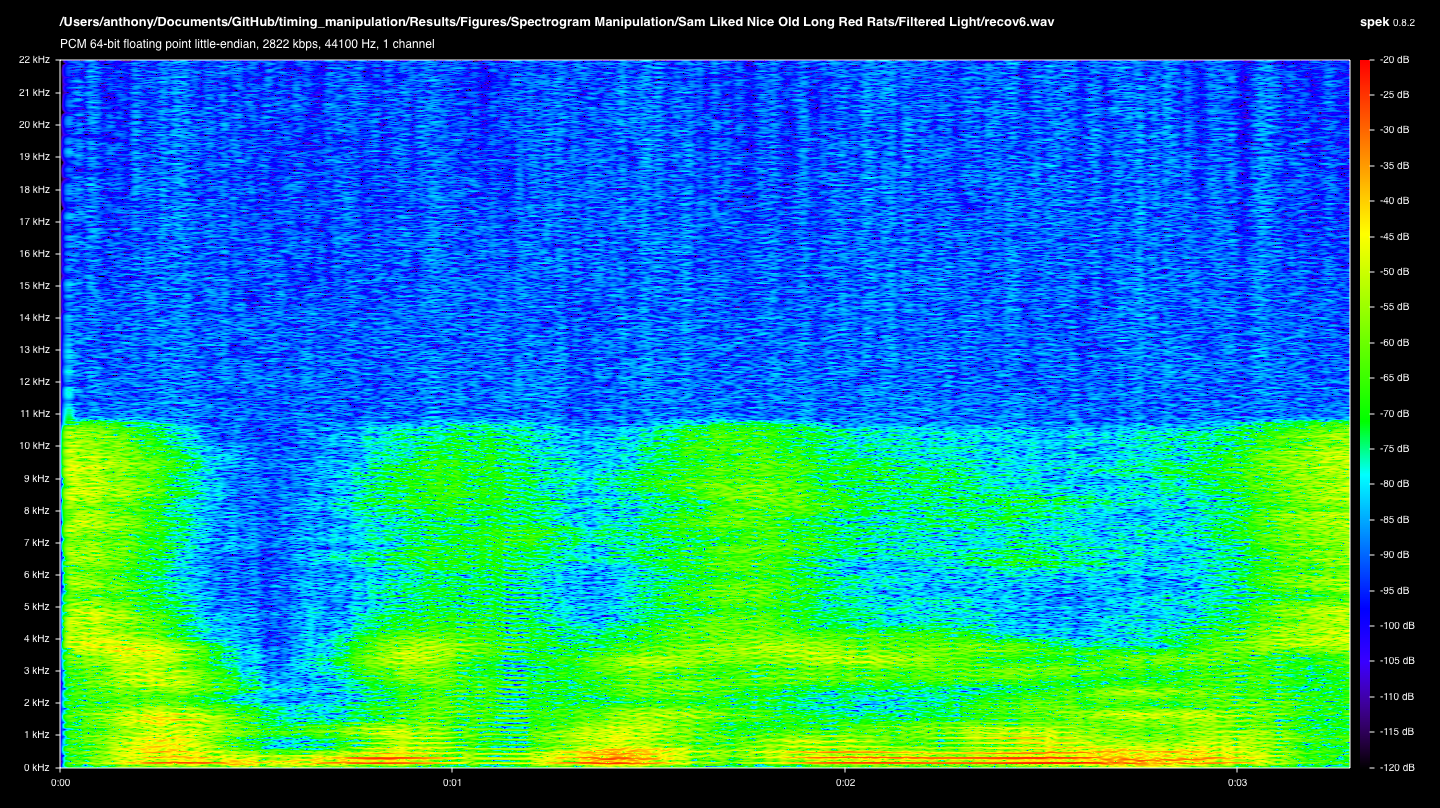 /Users/anthony/Documents/GitHub/timing_manipulation/Results/Figures/Spectrogram Manipulation/Sam Liked Nice Old Long Red Rats/Filtered Light/recov6.wav
spek 0.8.2
PCM 64-bit floating point little-endian, 2822 kbps, 44100 Hz, 1 channel
22 kHz
21 kHz
20 kHz
19 kHz
18 kHz
17 kHz
16 kHz
15 kHz
14 kHz
13 kHz
12 kHz
11 kHz
10 kHz
9 kHz
8 kHz
7 kHz
6 kHz
5 kHz
4 kHz
3 kHz
2 kHz
1 kHz
0 kHz
0:00
0:01
0:02
0:03
-20 dB
-25 dB
-30 dB
-35 dB
-40 dB
-45 dB
-50 dB
-55 dB
-60 dB
-65 dB
-70 dB
-75 dB
-80 dB
-85 dB
-90 dB
-95 dB
-100 dB
-105 dB
-110 dB
-115 dB
-120 dB